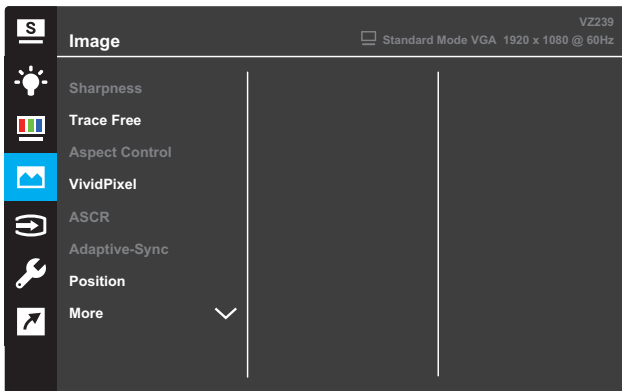 S
VZ239
Image
Standard Mode VGA 1920 x 1080 @ 60Hz
Sharpness
Trace Free
Aspect Control
VividPixel
ASCR
Adaptive-Sync
Position
More